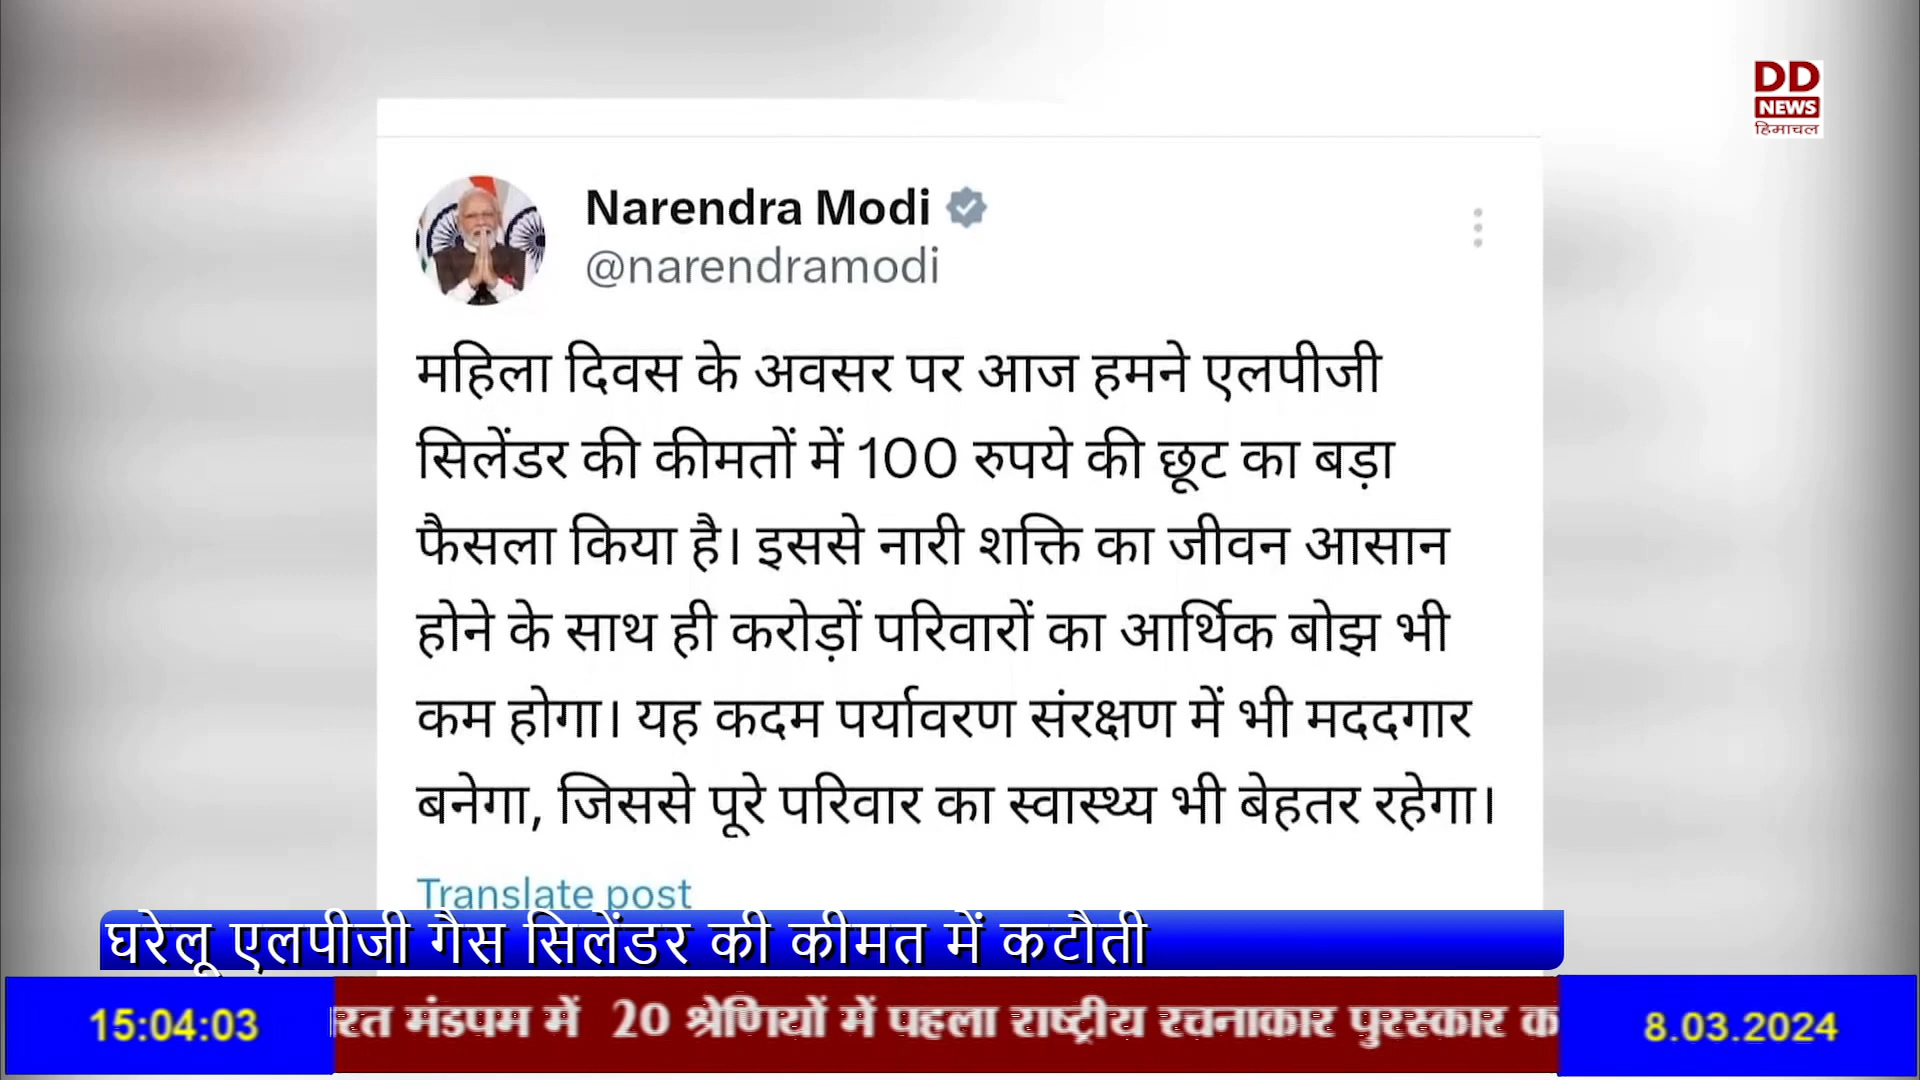 DD
NEWS
हिमाचल
Narendra Modi
@narendramodi
महिला दिवस के अवसर पर आज हमने एलपीजी
सिलेंडर की कीमतों में 100 रुपये की छूट का बड़ा
फैसला किया है। इससे नारी शक्ति का जीवन आसान
होने के साथ ही करोड़ों परिवारों का आर्थिक बोझ भी
कम होगा। यह कदम पर्यावरण संरक्षण में भी मददगार
बनेगा, जिससे पूरे परिवार का स्वास्थ्य भी बेहतर रहेगा।
Translate post
घरेलू एलपीजी गैस सिलेंडर की कीमत में कटौती
15:04:03
मंडपम में 20 श्रेणियों में पहला राष्ट्रीय रचनाकार पुरस्कार
8.03.2024